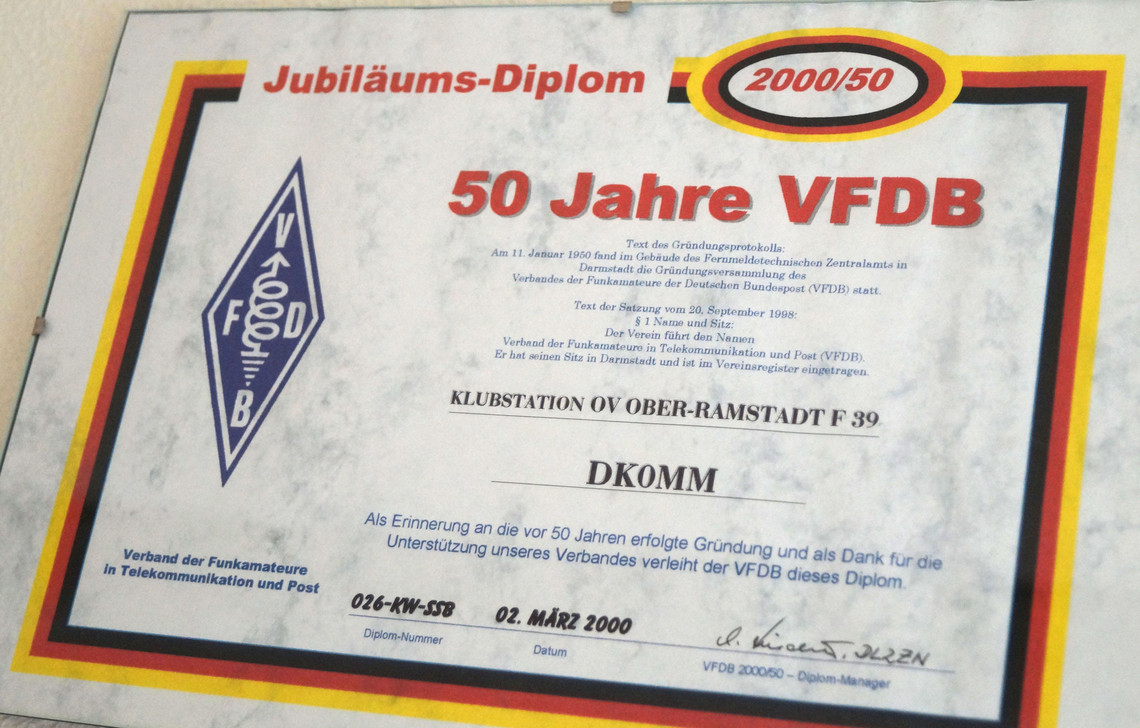 Jubiläums-Diplom
2000/50
50 Jahre VFDB
Text des Gründungsprotokolls:
Am 11. Januar 1950 fand im Gebäude des Fernmeldetechnischen Zentralamts in
Darmstadt die Gründungsversammlung des
Verbandes der Funkamateure der Deutschen Bundespost (VFDB) statt.
Text der Satzung vom 20. September 1998:
§ 1 Name und Sitz:
Der Verein führt den Namen
Verband der Funkamateure in Telekommunikation und Post (VFDB).
Er hat seinen Sitz in Darmstadt und ist im Vereinsregister eingetragen.
V
F D
B
KLUBSTATION OV OBER-RAMSTADT F 39
DK0MM
Als Erinnerung an die vor 50 Jahren erfolgte Gründung und als Dank für die
Unterstützung unseres Verbandes verleiht der VFDB dieses Diplom.
Verband der Funkamateure
in Telekommunikation und Post
026-KW-SSB 02. MÄRZ 2000 DL2ZN
Diplom-Nummer Datum VFDB 2000/50 – Diplom-Manager